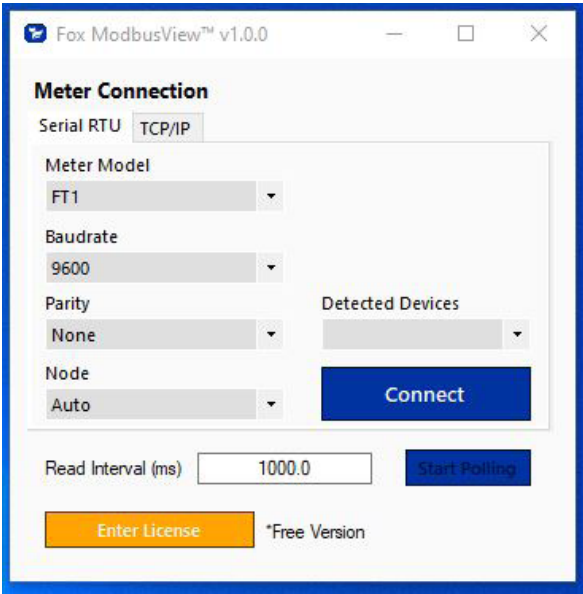 Fox ModbusView™ v1.0.0
Meter Connection
Serial RTU TCP/IP
Meter Model
FT1
Baudrate
9600
Parity Detected Devices
None
Node
Auto Connect
Read Interval (ms) 1000.0 Start Polling
Enter License *Free Version